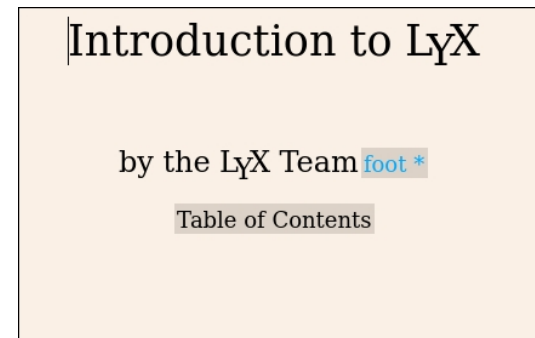 Introduction to LyX
by the LyX Team foot *
Table of Contents